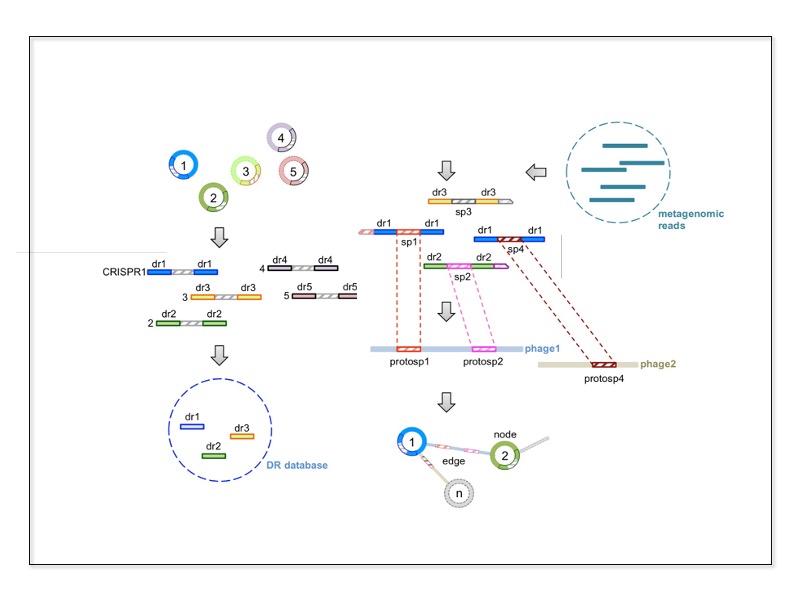 4
1
3
5
2
metagenomic
reads
dr3 dr3
sp3
dr1 dr1
sp1
dr1 dr1
sp4
dr2 dr2
sp2
CRISPR1 dr1 dr1
4 dr4 dr4
3 dr3 dr3
5 dr5 dr5
2 dr2 dr2
phage1
protosp1 protosp2
phage2
protosp4
dr1
dr3
dr2
DR database
1
node
2
edge
n